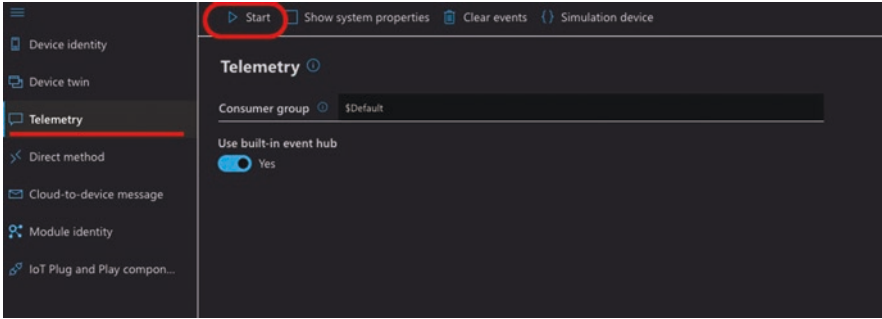 Start Show system properties Clear events Simulation device
Device identity
Device twin
Telemetry
Direct method
Cloud-to-device message
Module identity
IoT Plug and Play compon...
Telemetry
Consumer group $Default
Use built-in event hub
Yes